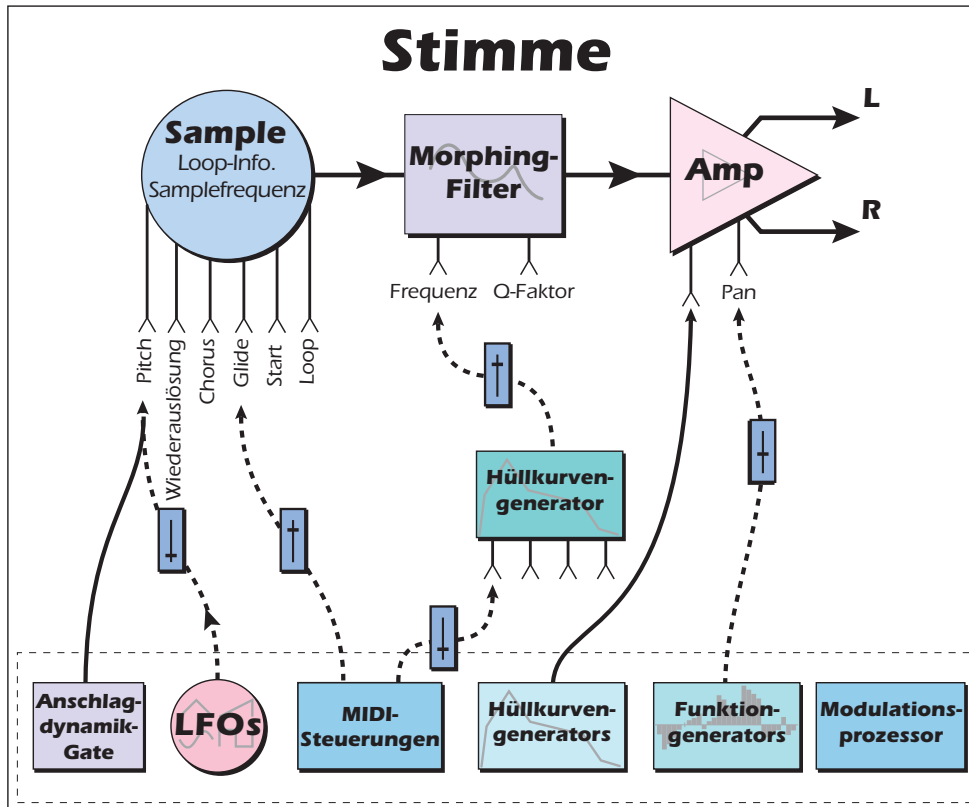 Stimme
Sample
Loop-Info.
Samplefrequenz
Morphing-
Filter
Amp
L
R
Frequenz
Q-Faktor
Pan
Pitch
Wiederauslösung
Chorus
Glide
Start
Loop
Hüllkurven-
generator
Anschlag-
dynamik-
Gate
LFOs
MIDI-
Steuerungen
Hüllkurven-
generators
Funktion-
generators
Modulations-
prozessor